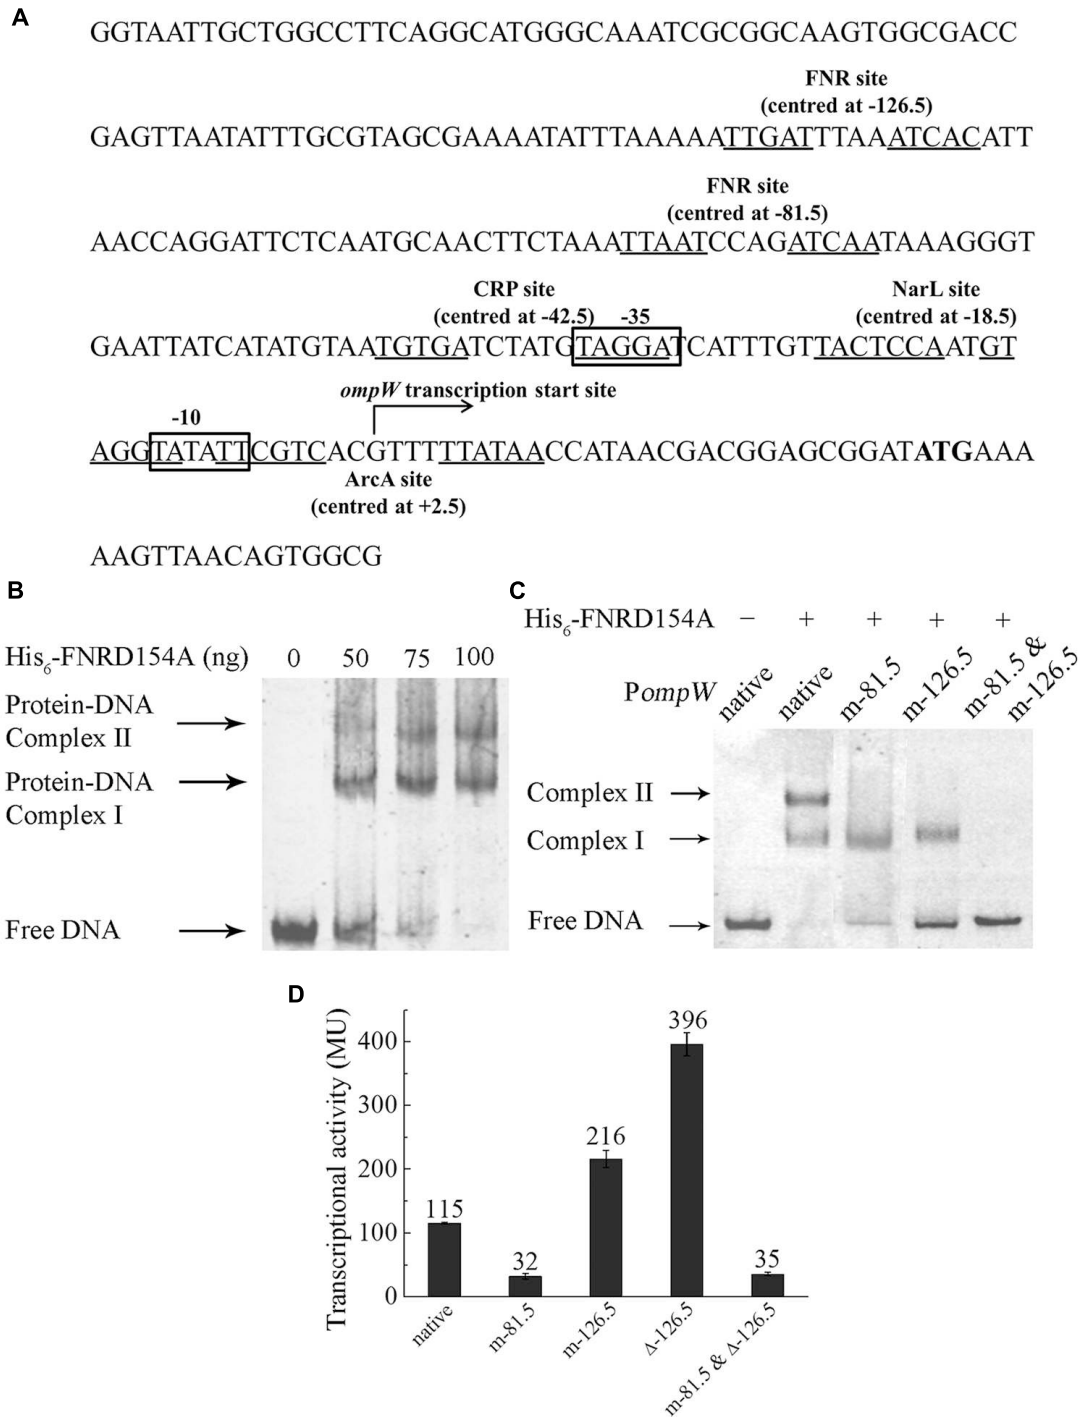 A
GGTAATTGCTGGCCTTCAGGCATGGGCAAATCGCGGCAAGTGGCGACC
FNR site
(centred at -126.5)
GAGTTAATATTTGCGTAGCGAAAATATTTAAAAATTGATTTAAATCACATT
FNR site
(centred at -81.5)
AACCAGGATTCTCAATGCAACTTCTAAATTAATCCAGATCAATAAAGGGT
CRP site
(centred at -42.5)
-35
NarL site
(centred at -18.5)
GAATTATCATATGTAATGTGATCTATGTAGGATCATTTGTTACTCCAATGT
ompW transcription start site
-10
AGGTATATTCGTCACGTTTTTATAACCATAACGACGGAGCGGATATGAAA
ArcA site
(centred at +2.5)
AAGTTAACAGTGGCG
B
His6-FNRD154A (ng) 0 50 75 100
Protein-DNA
Complex II
Protein-DNA
Complex I
Free DNA
C
His6-FNRD154A − + + + +
PompW native native m-81.5 m-126.5 m-81.5 &
m-126.5
Complex II
Complex I
Free DNA
D
Transcriptional activity (MU)
400
300
200
100
0
115
32
216
396
35
native
m-81.5
m-126.5
Δ-126.5
m-81.5 & Δ-126.5